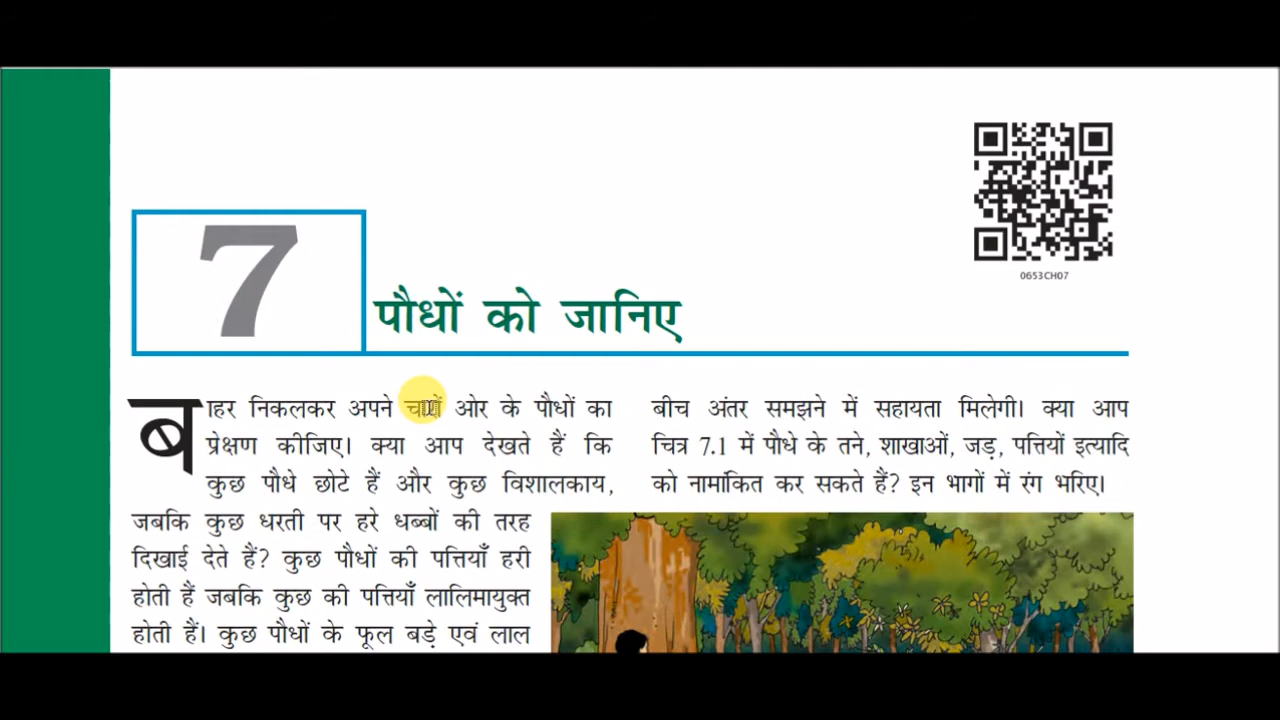 0653CH07
7
पौधों को जानिए
बाहर निकलकर अपने चारों ओर के पौधों का
प्रेक्षण कीजिए। क्या आप देखते हैं कि
कुछ पौधे छोटे हैं और कुछ विशालकाय,
जबकि कुछ धरती पर हरे धब्बों की तरह
दिखाई देते हैं? कुछ पौधों की पत्तियाँ हरी
होती हैं जबकि कुछ की पत्तियाँ लालिमायुक्त
होती हैं। कुछ पौधों के फूल बड़े एवं लाल
बीच अंतर समझने में सहायता मिलेगी। क्या आप
चित्र 7.1 में पौधे के तने, शाखाओं, जड़, पत्तियों इत्यादि
को नामांकित कर सकते हैं? इन भागों में रंग भरिए।